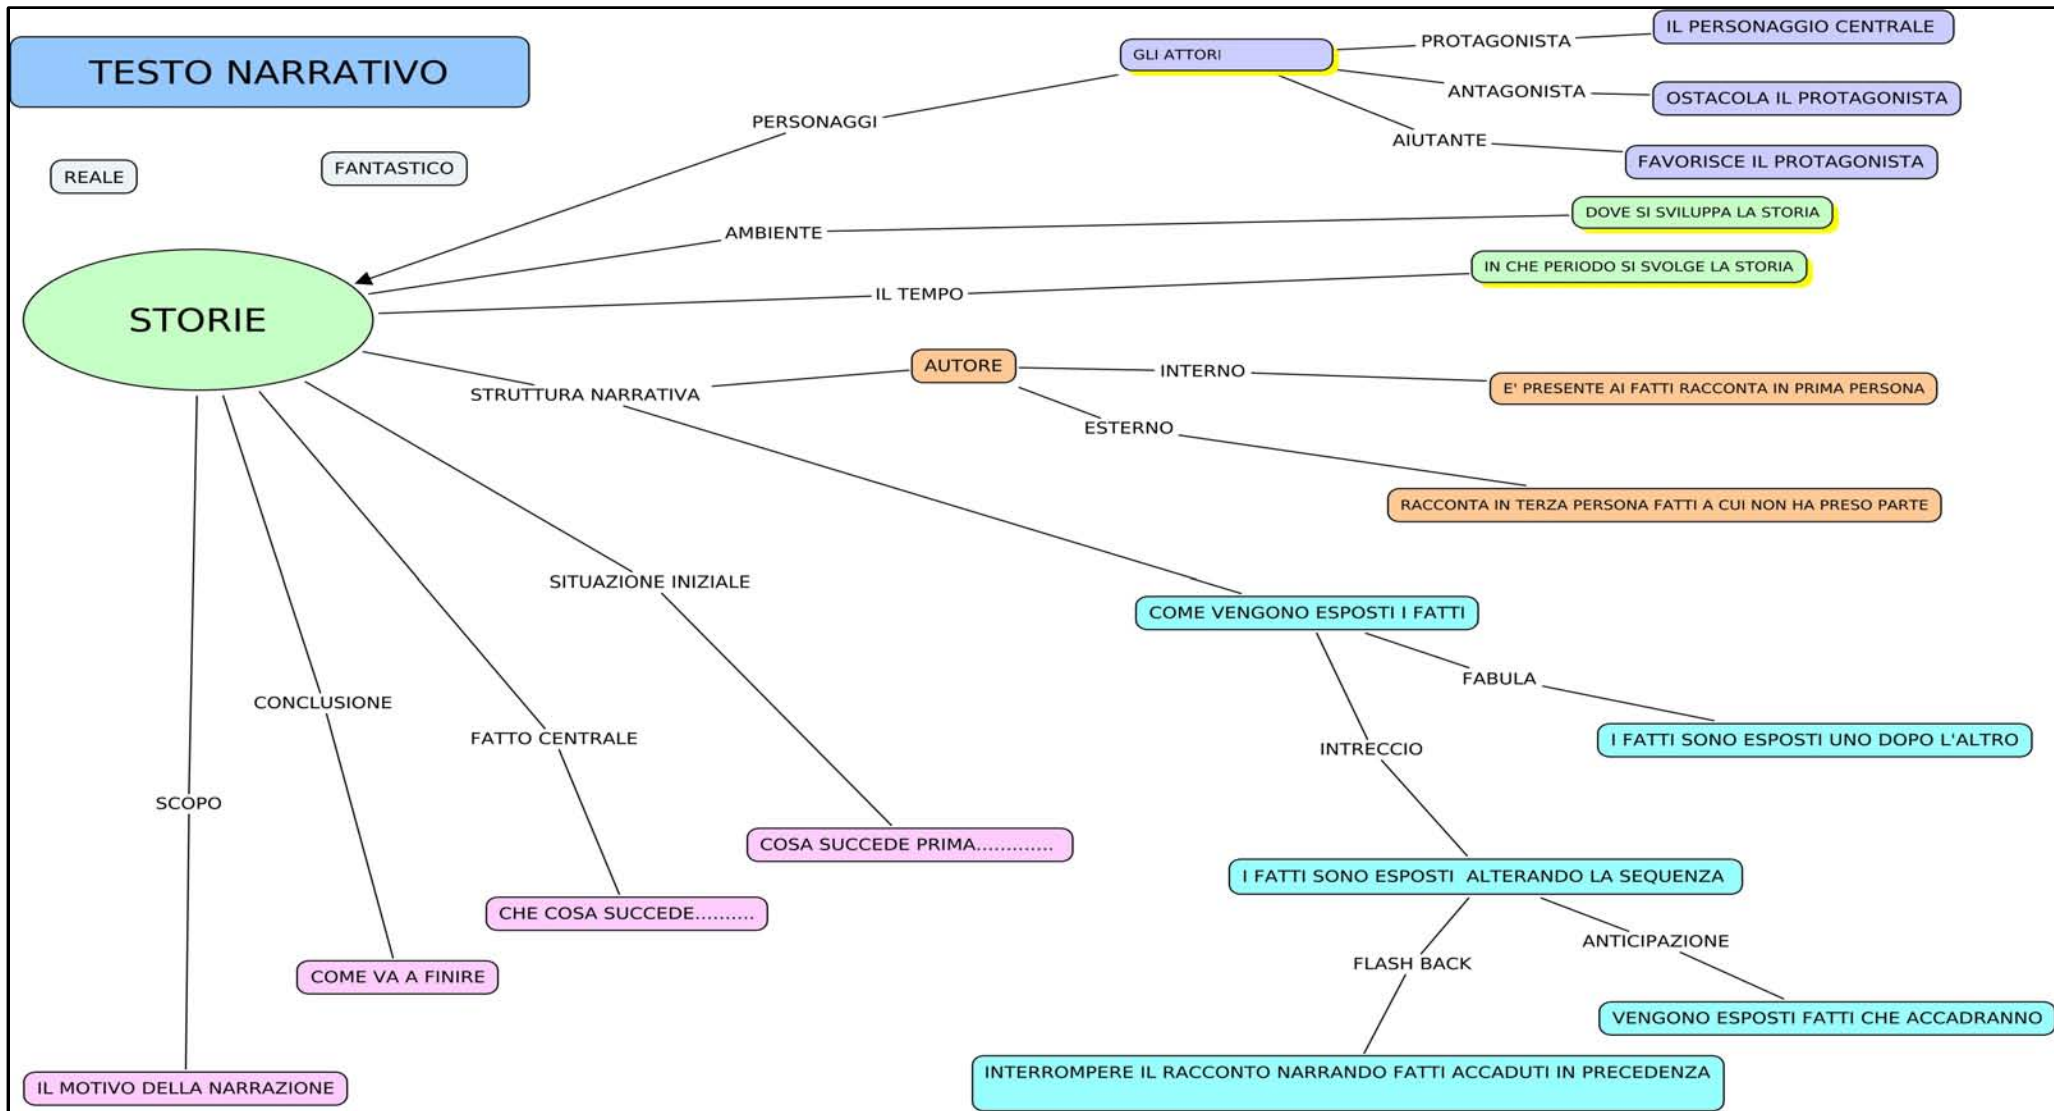 TESTO NARRATIVO
REALE
FANTASTICO
STORIE
PERSONAGGI
GLI ATTORI
PROTAGONISTA
IL PERSONAGGIO CENTRALE
ANTAGONISTA
OSTACOLA IL PROTAGONISTA
AIUTANTE
FAVORISCE IL PROTAGONISTA
AMBIENTE
DOVE SI SVILUPPA LA STORIA
IL TEMPO
IN CHE PERIODO SI SVOLGE LA STORIA
STRUTTURA NARRATIVA
AUTORE
INTERNO
E' PRESENTE AI FATTI RACCONTA IN PRIMA PERSONA
ESTERNO
RACCONTA IN TERZA PERSONA FATTI A CUI NON HA PRESO PARTE
COME VENGONO ESPOSTI I FATTI
FABULA
I FATTI SONO ESPOSTI UNO DOPO L'ALTRO
INTRECCIO
I FATTI SONO ESPOSTI  ALTERANDO LA SEQUENZA
ANTICIPAZIONE
VENGONO ESPOSTI FATTI CHE ACCADRANNO
FLASH BACK
INTERROMPERE IL RACCONTO NARRANDO FATTI ACCADUTI IN PRECEDENZA
SITUAZIONE INIZIALE
COSA SUCCEDE PRIMA.............
FATTO CENTRALE
CHE COSA SUCCEDE..........
CONCLUSIONE
COME VA A FINIRE
SCOPO
IL MOTIVO DELLA NARRAZIONE